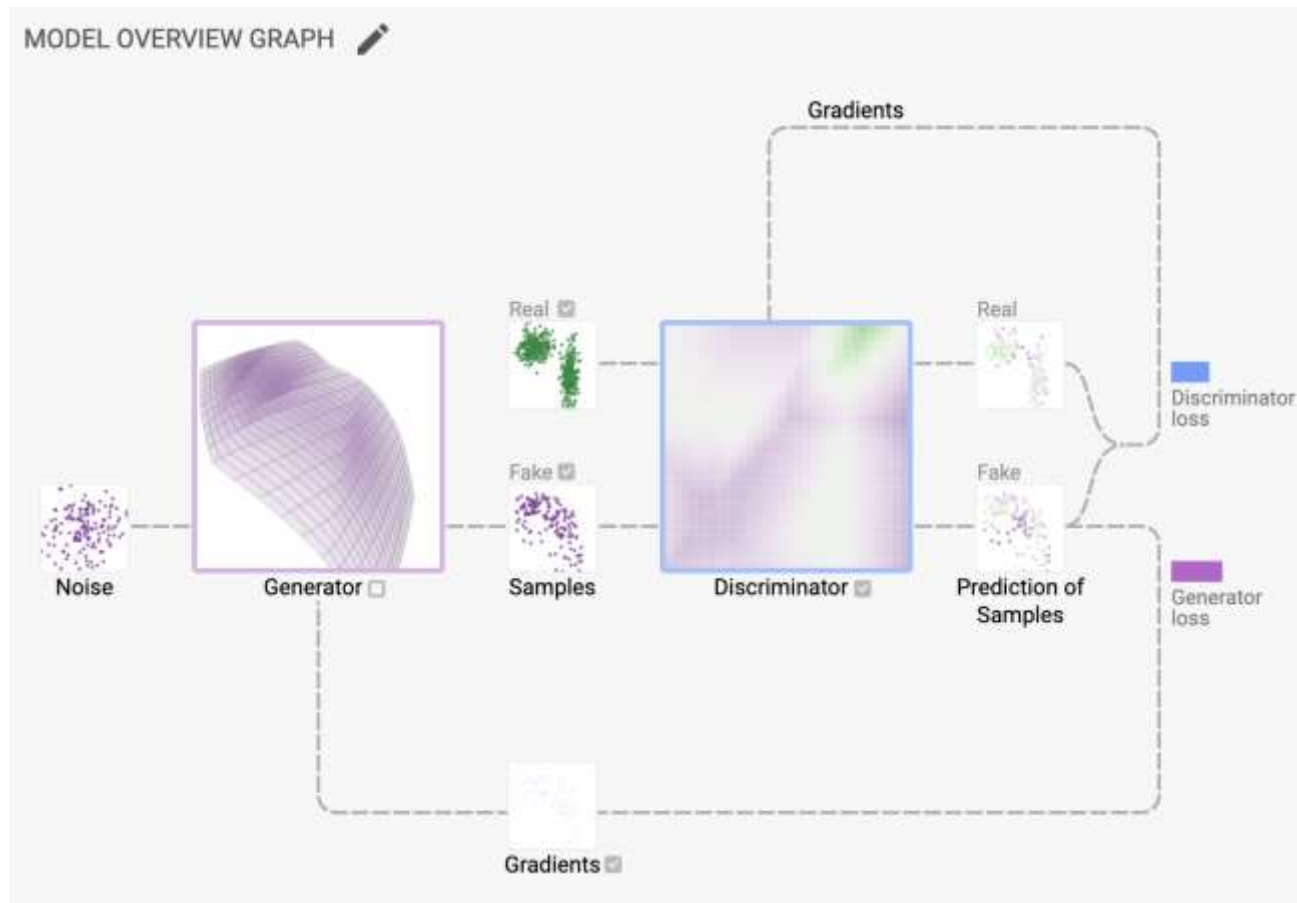 MODEL OVERVIEW GRAPH
Gradients
Real
Real
Discriminator
loss
Fake
Fake
Noise
Generator
Samples
Discriminator
Prediction of
Samples
Generator
loss
Gradients